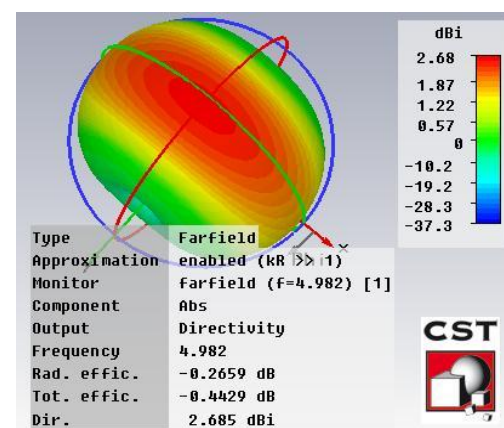 dBi
2.68
1.87
1.22
0.57
0
-10.2
-19.2
-28.3
-37.3
x
Type Farfield
Approximation enabled (kR >> 1)
Monitor farfield (f=4.982) [1]
Component Abs
Output Directivity
Frequency 4.982
Rad. effic. -0.2659 dB
Tot. effic. -0.4429 dB
Dir. 2.685 dBi
CST